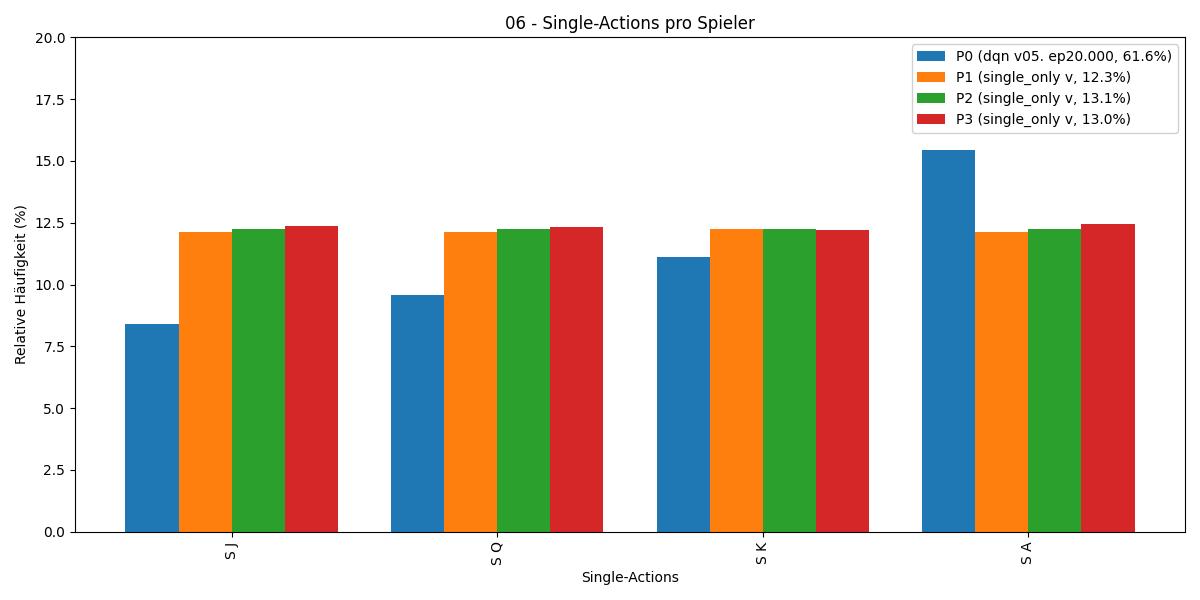 06 - Single-Actions pro Spieler
P0 (dqn v05. ep20.000, 61.6%)
P1 (single_only v, 12.3%)
P2 (single_only v, 13.1%)
P3 (single_only v, 13.0%)
Relative Häufigkeit (%)
20.0
17.5
15.0
12.5
10.0
7.5
5.0
2.5
0.0
S J
S Q
S K
S A
Single-Actions